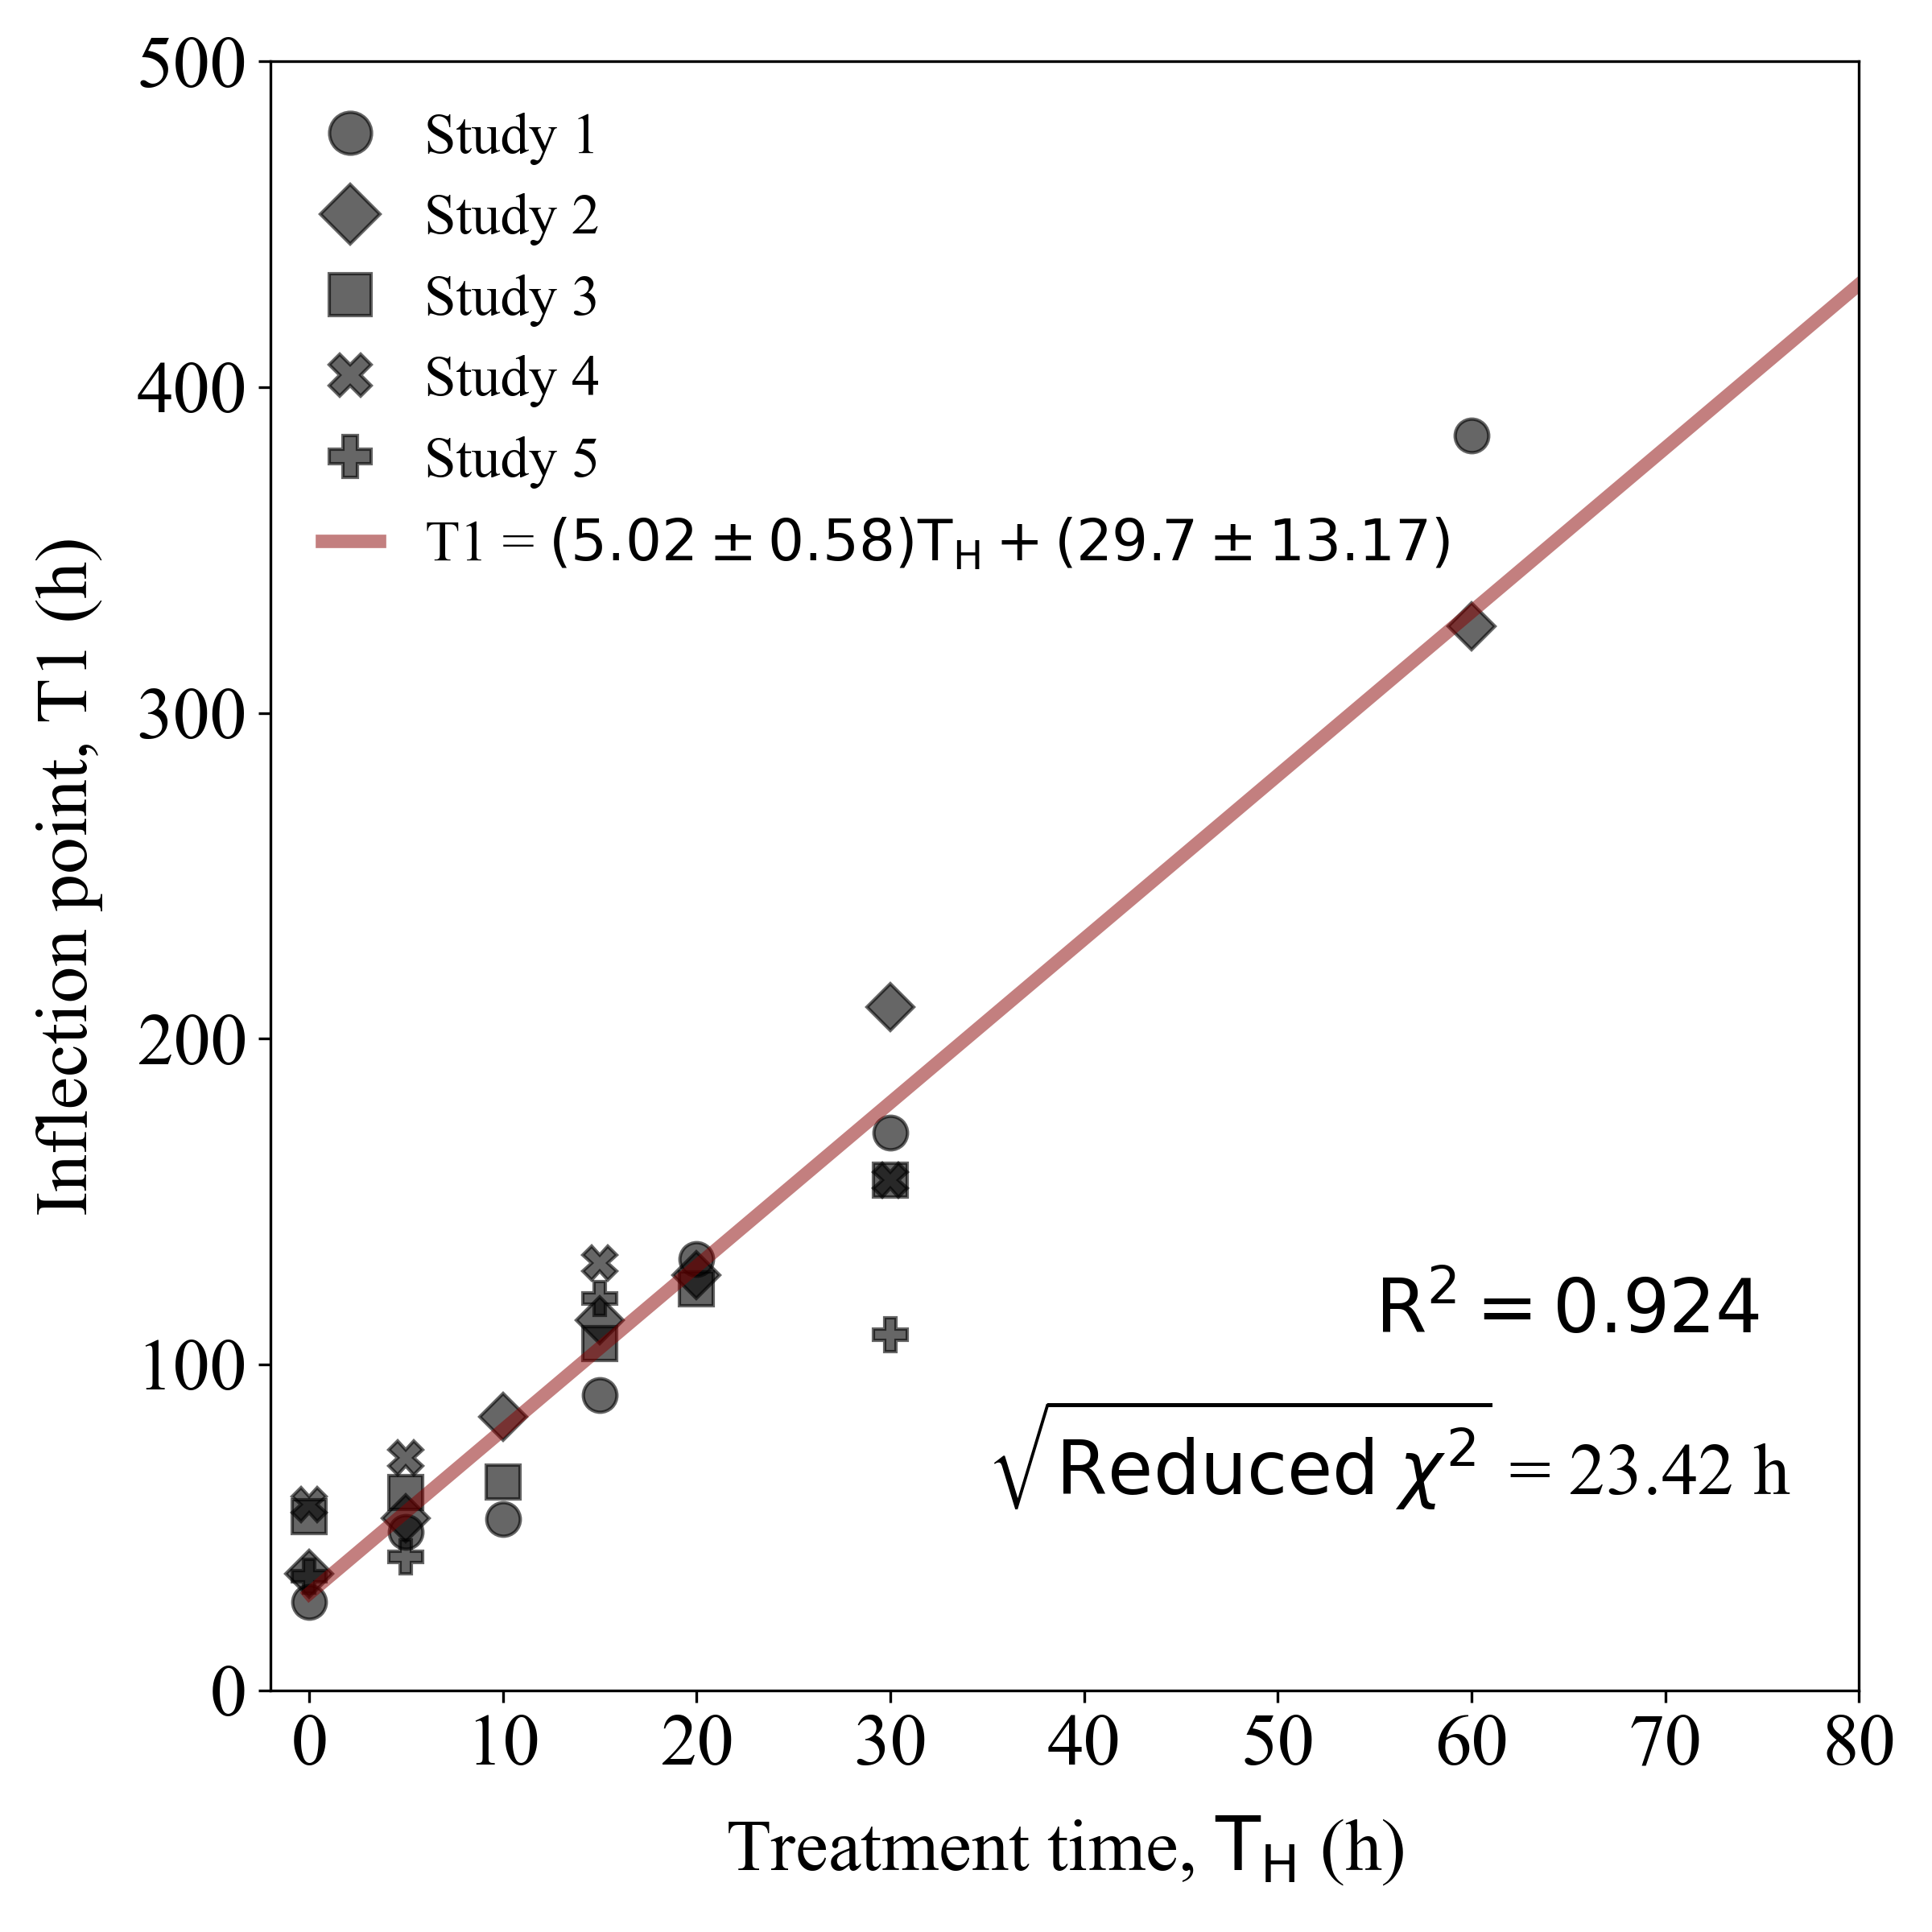 500
400
300
200
100
0
Inflection point, T1 (h)
Study 1
Study 2
Study 3
Study 4
Study 5
T1 = (5.02 ± 0.58)T_H + (29.7 ± 13.17)
R² = 0.924
√Reduced χ² = 23.42 h
0 10 20 30 40 50 60 70 80
Treatment time, T_H (h)